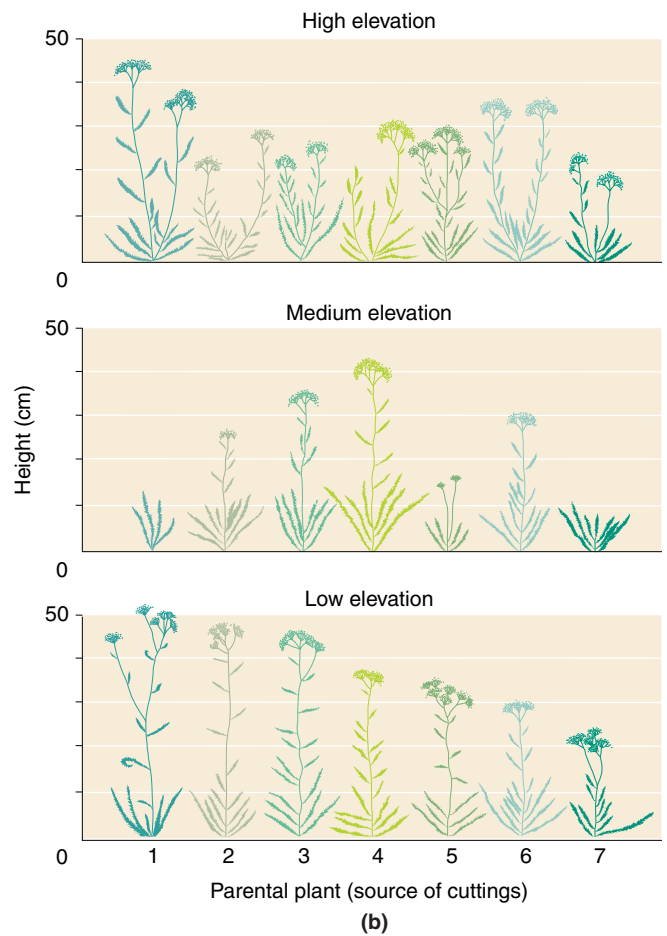 High elevation
50
0
Medium elevation
50
Height (cm)
0
Low elevation
50
0
1 2 3 4 5 6 7
Parental plant (source of cuttings)
(b)